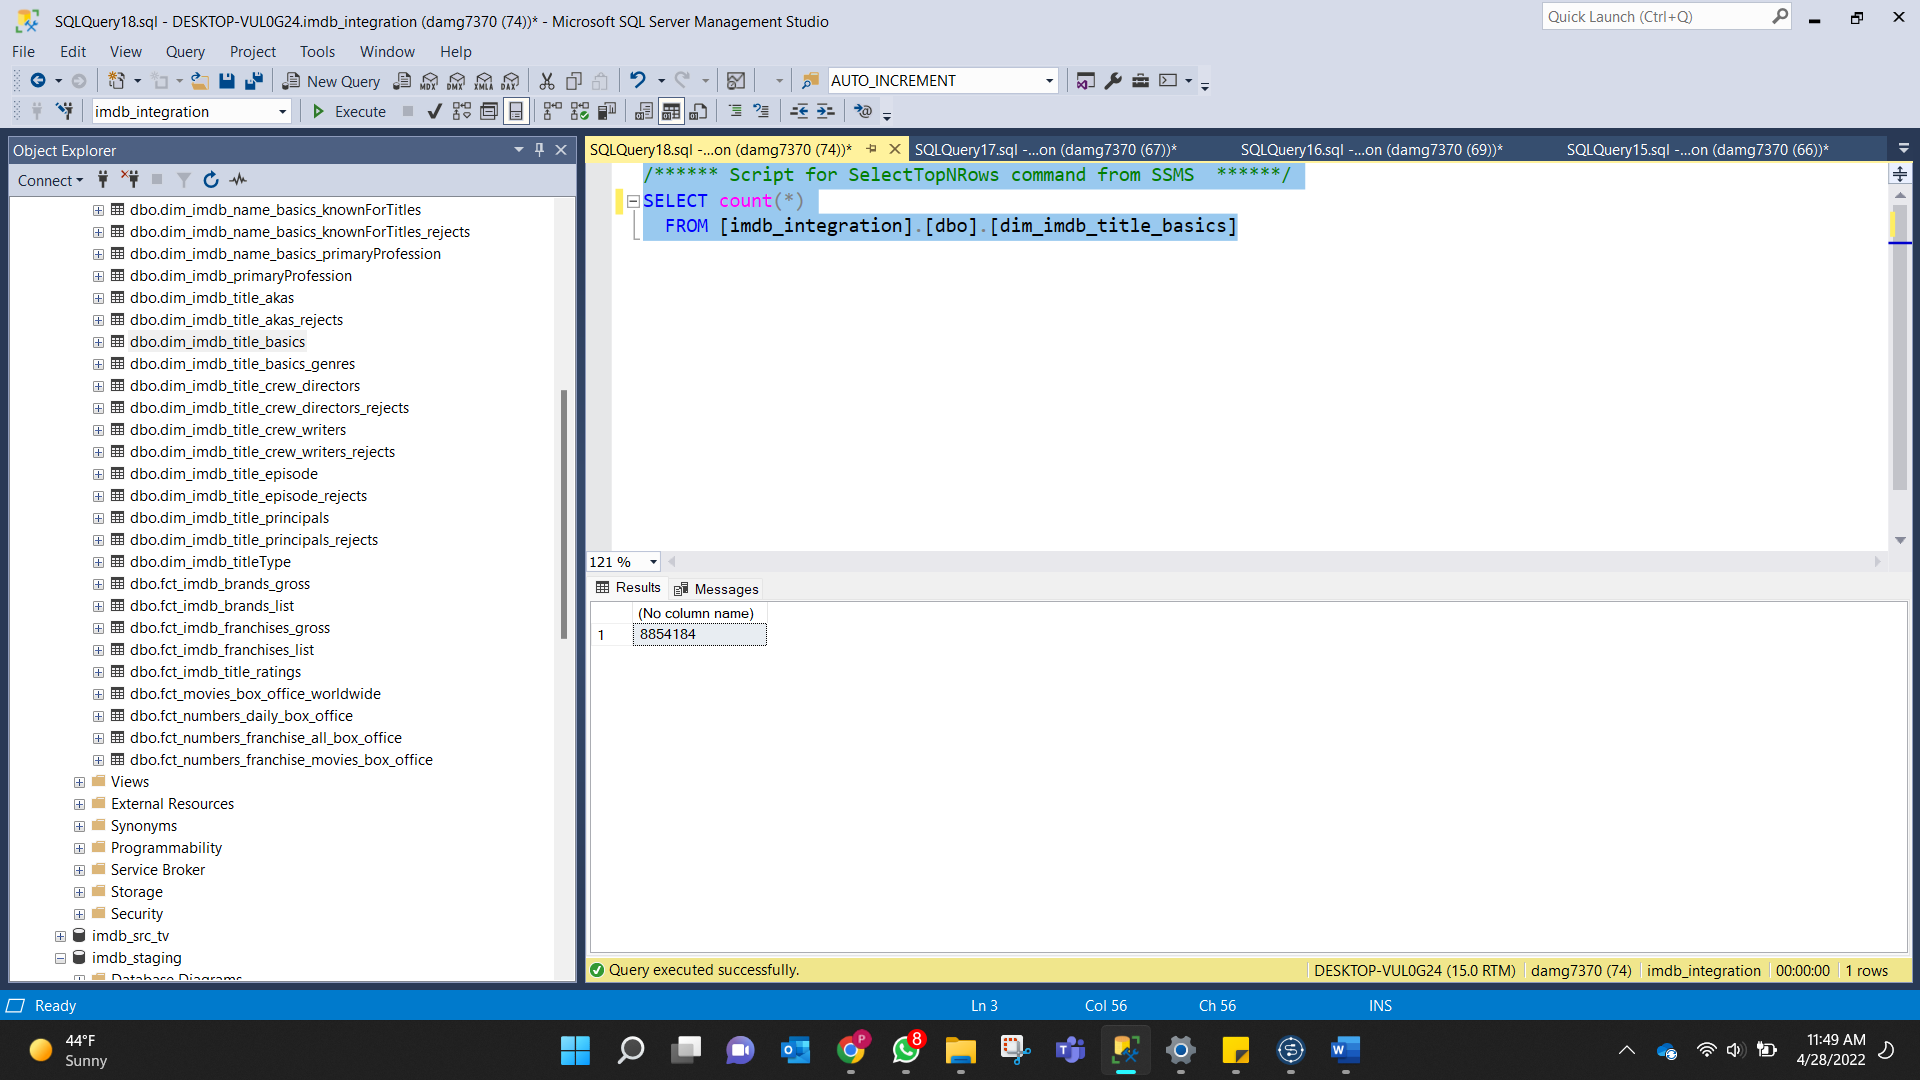 SQLQuery18.sql - DESKTOP-VUL0G24.imdb_integration (damg7370 (74))* - Microsoft SQL Server Management Studio
Quick Launch (Ctrl+Q)
File Edit View Query Project Tools Window Help
New Query MDX DMX XMLA DAX AUTO_INCREMENT
imdb_integration Execute
Object Explorer
Connect
dbo.dim_imdb_name_basics_knownForTitles
dbo.dim_imdb_name_basics_knownForTitles_rejects
dbo.dim_imdb_name_basics_primaryProfession
dbo.dim_imdb_primaryProfession
dbo.dim_imdb_title_akas
dbo.dim_imdb_title_akas_rejects
dbo.dim_imdb_title_basics
dbo.dim_imdb_title_basics_genres
dbo.dim_imdb_title_crew_directors
dbo.dim_imdb_title_crew_directors_rejects
dbo.dim_imdb_title_crew_writers
dbo.dim_imdb_title_crew_writers_rejects
dbo.dim_imdb_title_episode
dbo.dim_imdb_title_episode_rejects
dbo.dim_imdb_title_principals
dbo.dim_imdb_title_principals_rejects
dbo.dim_imdb_titleType
dbo.fct_imdb_brands_gross
dbo.fct_imdb_brands_list
dbo.fct_imdb_franchises_gross
dbo.fct_imdb_franchises_list
dbo.fct_imdb_title_ratings
dbo.fct_movies_box_office_worldwide
dbo.fct_numbers_daily_box_office
dbo.fct_numbers_franchise_all_box_office
dbo.fct_numbers_franchise_movies_box_office
Views
External Resources
Synonyms
Programmability
Service Broker
Storage
Security
imdb_src_tv
imdb_staging
Database Diagrams
SQLQuery18.sql -...on (damg7370 (74))* SQLQuery17.sql -...on (damg7370 (67))* SQLQuery16.sql -...on (damg7370 (69))* SQLQuery15.sql -...on (damg7370 (66))*
/****** Script for SelectTopNRows command from SSMS ******/
SELECT count(*)
FROM [imdb_integration].[dbo].[dim_imdb_title_basics]
121 %
Results Messages
(No column name)
1 8854184
Query executed successfully. DESKTOP-VUL0G24 (15.0 RTM) damg7370 (74) imdb_integration 00:00:00 1 rows
Ready Ln 3 Col 56 Ch 56 INS
44°F
Sunny
P
8
11:49 AM
4/28/2022